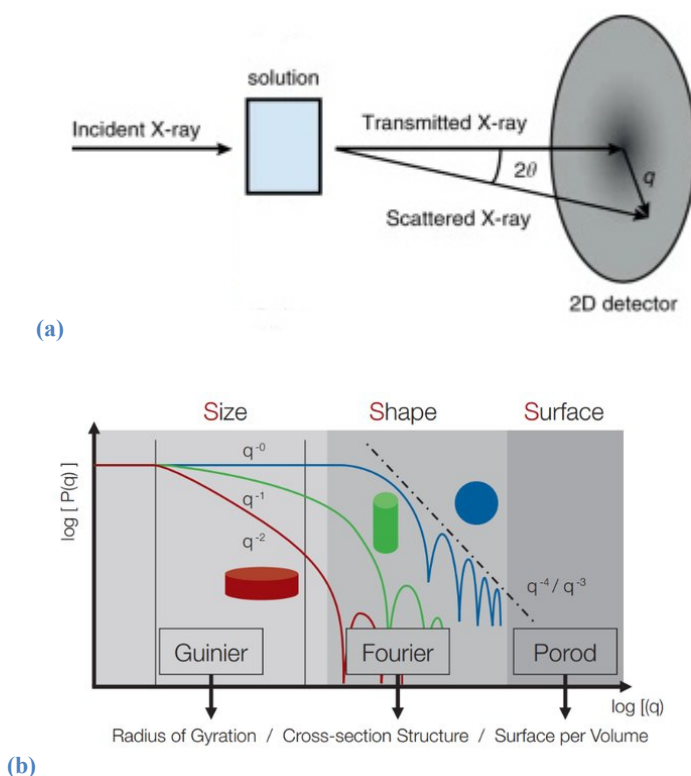 solution
Incident X-ray
Transmitted X-ray
2θ
q
Scattered X-ray
2D detector
(a)
Size Shape Surface
log [ P(q) ]
q-0
q-1
q-2
q-4 / q-3
Guinier Fourier Porod
log [(q)
Radius of Gyration / Cross-section Structure / Surface per Volume
(b)